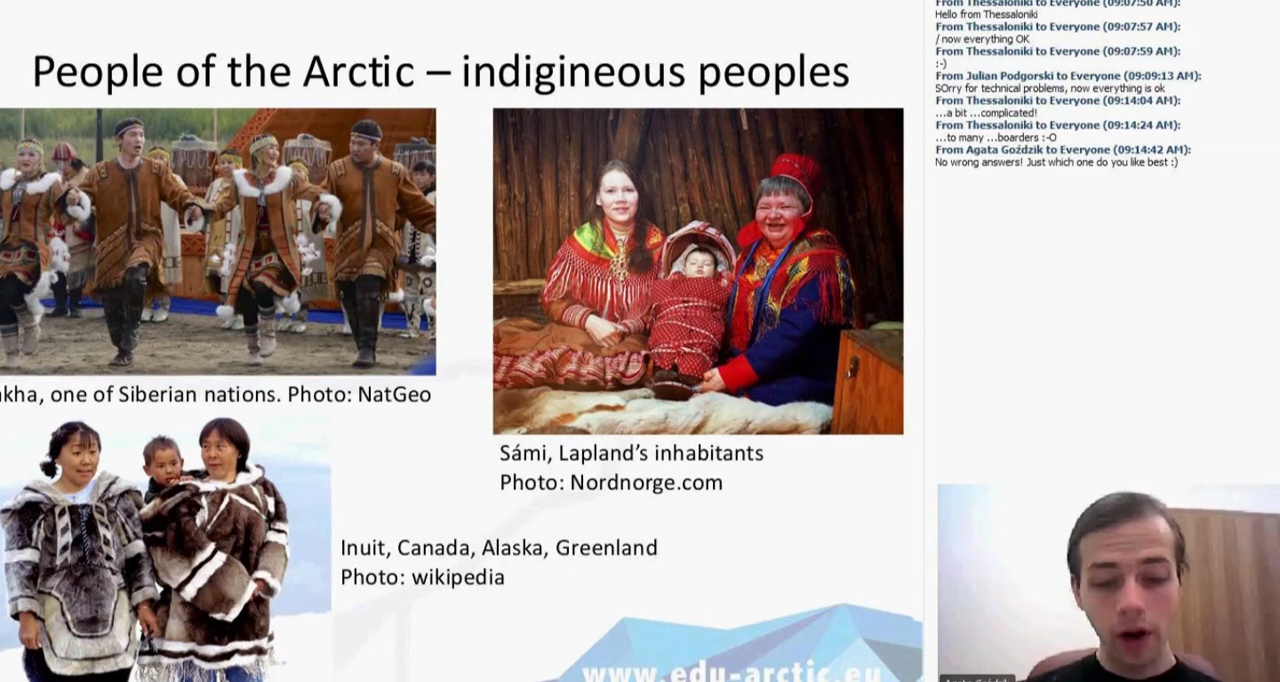 People of the Arctic – indigineous peoples
akha, one of Siberian nations. Photo: NatGeo
Sámi, Lapland’s inhabitants
Photo: Nordnorge.com
Inuit, Canada, Alaska, Greenland
Photo: wikipedia
www.edu-arctic.eu
From Thessaloniki to Everyone (09:07:50 AM):
Hello from Thessaloniki
From Thessaloniki to Everyone (09:07:57 AM):
/ now everything OK
From Thessaloniki to Everyone (09:07:59 AM):
:-)
From Julian Podgorski to Everyone (09:09:13 AM):
SOrry for technical problems, now everything is ok
From Thessaloniki to Everyone (09:14:04 AM):
...a bit ...complicated!
From Thessaloniki to Everyone (09:14:24 AM):
...to many ...boarders :-O
From Agata Goździk to Everyone (09:14:42 AM):
No wrong answers! Just which one do you like best :)
Agata Goździk